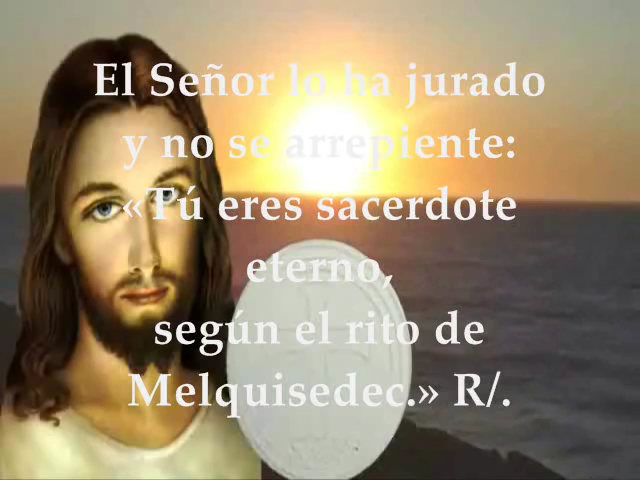 El Señor lo ha jurado
y no se arrepiente:
«Tú eres sacerdote
eterno,
según el rito de
Melquisedec.» R/.